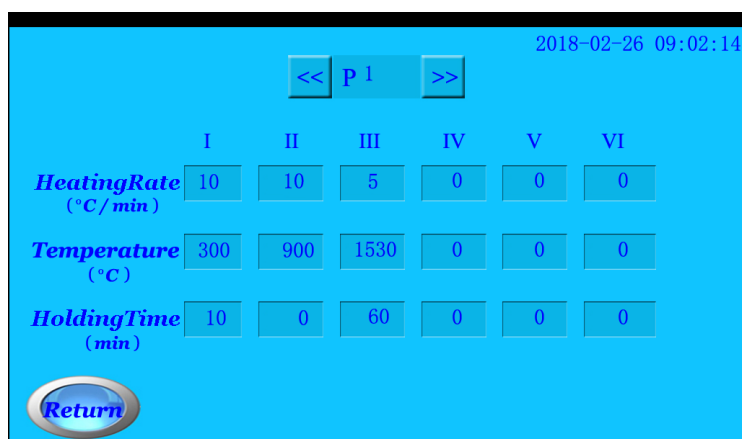 2018-02-26 09:02:14
<< P 1 >>
I II III IV V VI
HeatingRate 10 10 5 0 0 0
(°C/min)
Temperature 300 900 1530 0 0 0
(°C)
HoldingTime 10 0 60 0 0 0
(min)
Return